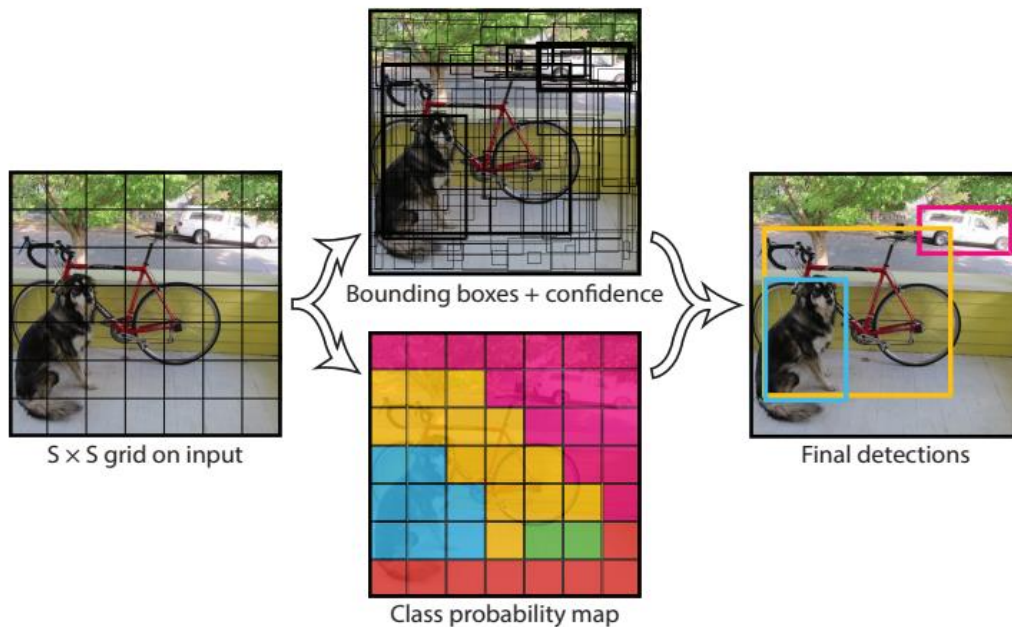 Bounding boxes + confidence
S × S grid on input
Final detections
Class probability map